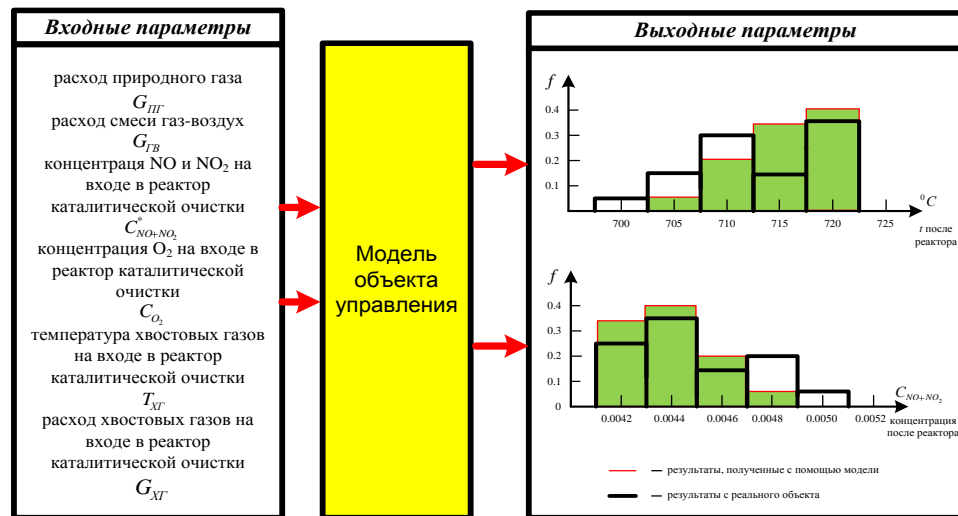 Входные параметры
расход природного газа
G_ПГ
расход смеси газ-воздух
G_ГВ
концентраця NO и NO₂ на
входе в реактор
каталитической очистки
C*_NO+NO₂
концентрация O₂ на входе в
реактор каталитической
очистки
C_O₂
температура хвостовых газов
на входе в реактор
каталитической очистки
T_ХГ
расход хвостовых газов на
входе в реактор
каталитической очистки
G_ХГ
Модель
объекта
управления
Выходные параметры
f
0.4
0.3
0.2
0.1
700 705 710 715 720 725
⁰C
t после
реактора
f
0.4
0.3
0.2
0.1
0
0.0042 0.0044 0.0046 0.0048 0.0050 0.0052
C_NO+NO₂
концентрация
после реактора
— результаты, полученные с помощью модели
— результаты с реального объекта